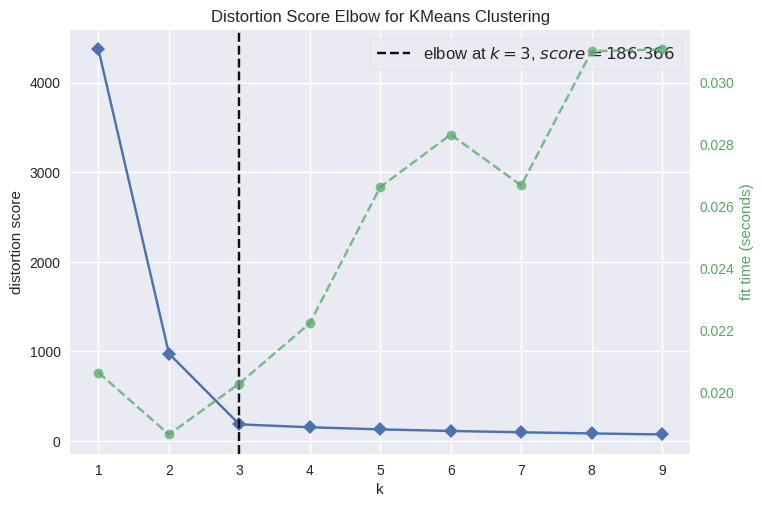 Distortion Score Elbow for KMeans Clustering
elbow at k = 3, score = 186.366
4000
3000
2000
1000
0
distortion score
0.030
0.028
0.026
0.024
0.022
0.020
fit time (seconds)
1 2 3 4 5 6 7 8 9
k